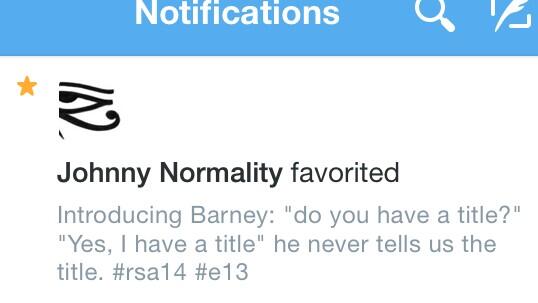 Notifications
Johnny Normality favorited
Introducing Barney: "do you have a title?"
"Yes, I have a title" he never tells us the
title. #rsa14 #e13